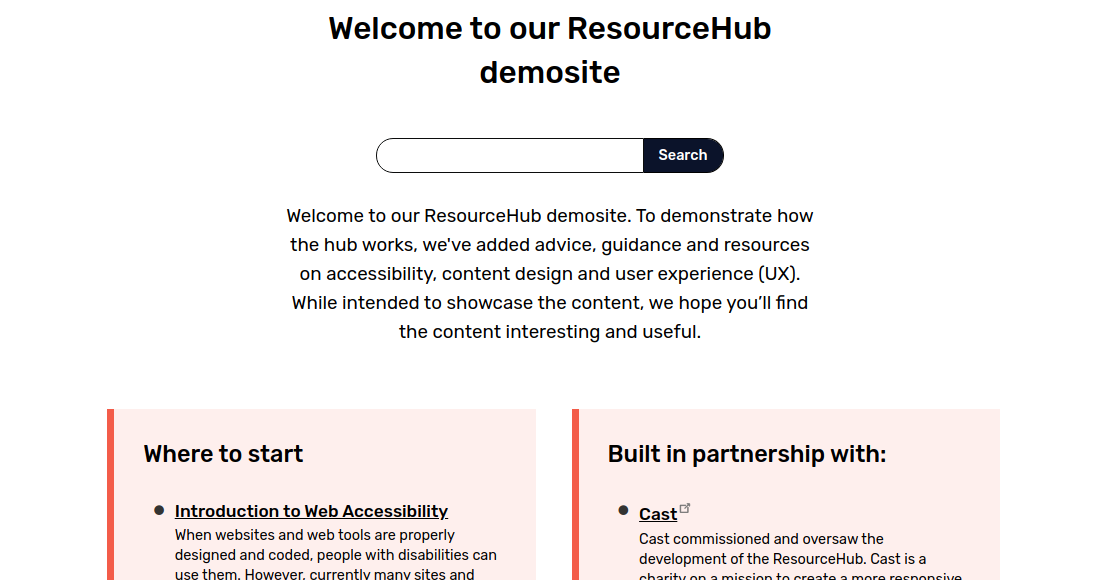 Welcome to our ResourceHub
demosite
Search
Welcome to our ResourceHub demosite. To demonstrate how
the hub works, we've added advice, guidance and resources
on accessibility, content design and user experience (UX).
While intended to showcase the content, we hope you’ll find
the content interesting and useful.
Where to start
Introduction to Web Accessibility
When websites and web tools are properly
designed and coded, people with disabilities can
use them. However, currently many sites and
Built in partnership with:
Cast
Cast commissioned and oversaw the
development of the ResourceHub. Cast is a
charity on a mission to create a more responsive